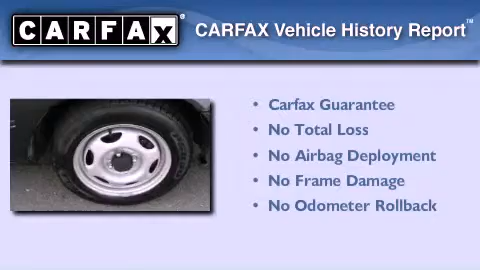 CARFAX® CARFAX Vehicle History Report™
• Carfax Guarantee
• No Total Loss
• No Airbag Deployment
• No Frame Damage
• No Odometer Rollback